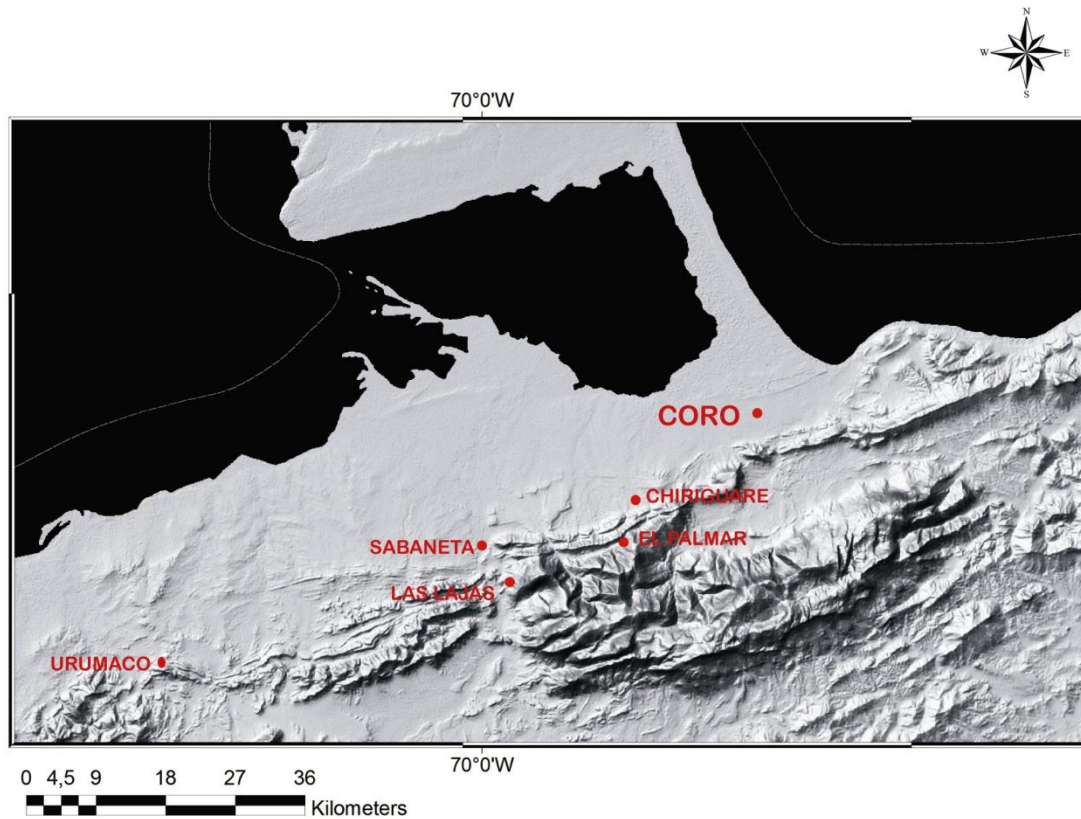 N
W E
S
70°0'W
CORO
CHIRIGUARE
EL PALMAR
SABANETA
LAS LAJAS
URUMACO
70°0'W
0 4,5 9 18 27 36
Kilometers